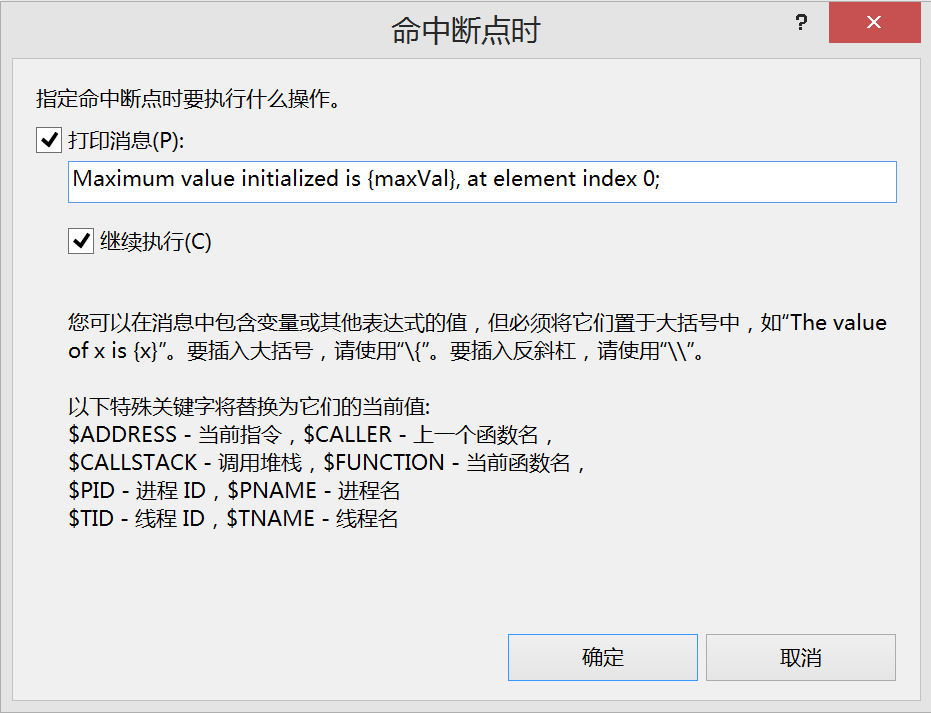 命中断点时
?
指定命中断点时要执行什么操作。
打印消息(P):
Maximum value initialized is {maxVal}, at element index 0;
继续执行(C)
您可以在消息中包含变量或其他表达式的值，但必须将它们置于大括号中，如“The value
of x is {x}”。要插入大括号，请使用“\{”。要插入反斜杠，请使用“\\”。
以下特殊关键字将替换为它们的当前值:
$ADDRESS - 当前指令，$CALLER - 上一个函数名，
$CALLSTACK - 调用堆栈，$FUNCTION - 当前函数名，
$PID - 进程 ID，$PNAME - 进程名
$TID - 线程 ID，$TNAME - 线程名
确定 取消